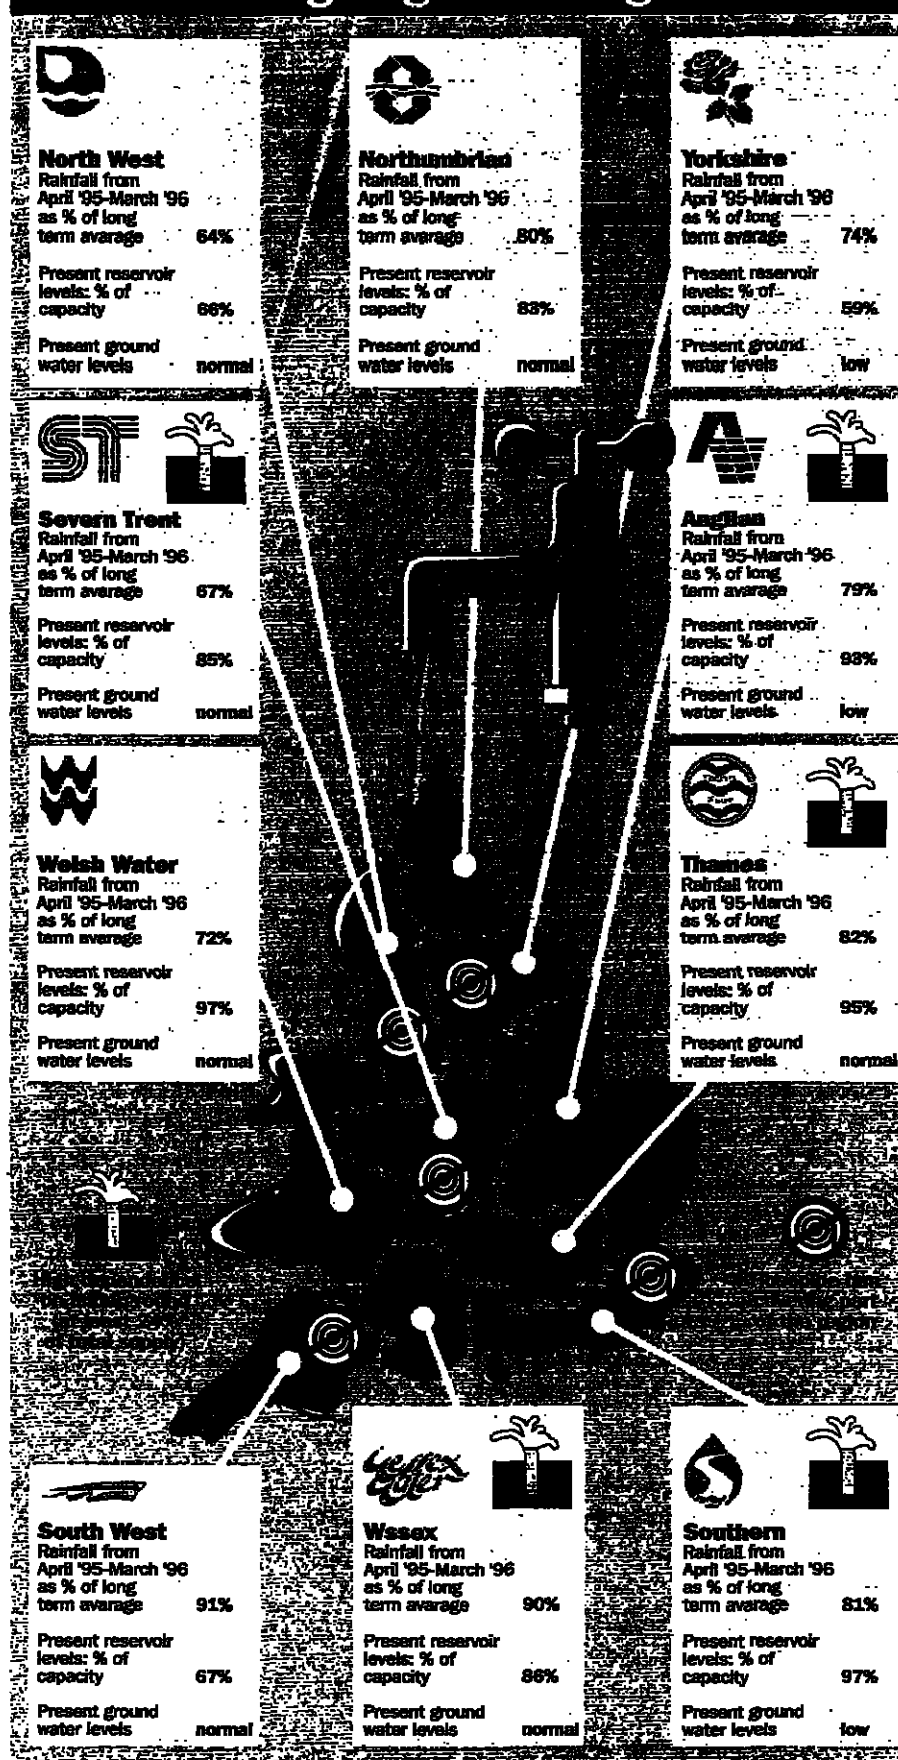 North West
Rainfall from
April '95-March '96
as % of long
term avarage 64%
Present reservoir
levels: % of
capacity 66%
Present ground
water levels normal
Northumbrian
Rainfall from
April '95-March '96
as % of long
term avarage 80%
Present reservoir
levels: % of
capacity 83%
Present ground
water levels normal
Yorkshire
Rainfall from
April '95-March '96
as % of long
term avarage 74%
Present reservoir
levels: % of
capacity 59%
Present ground
water levels low
ST
Severn Trent
Rainfall from
April '95-March '96
as % of long
term avarage 67%
Present reservoir
levels: % of
capacity 85%
Present ground
water levels normal
Anglian
Rainfall from
April '95-March '96
as % of long
term avarage 79%
Present reservoir
levels: % of
capacity 93%
Present ground
water levels low
Welsh Water
Rainfall from
April '95-March '96
as % of long
term avarage 72%
Present reservoir
levels: % of
capacity 97%
Present ground
water levels normal
Thames
Rainfall from
April '95-March '96
as % of long
term avarage 82%
Present reservoir
levels: % of
capacity 95%
Present ground
water levels normal
South West
Rainfall from
April '95-March '96
as % of long
term avarage 91%
Present reservoir
levels: % of
capacity 67%
Present ground
water levels normal
Wessex
Water
Wssex
Rainfall from
April '95-March '96
as % of long
term avarage 90%
Present reservoir
levels: % of
capacity 86%
Present ground
water levels normal
Southern
Rainfall from
April '95-March '96
as % of long
term avarage 81%
Present reservoir
levels: % of
capacity 97%
Present ground
water levels low